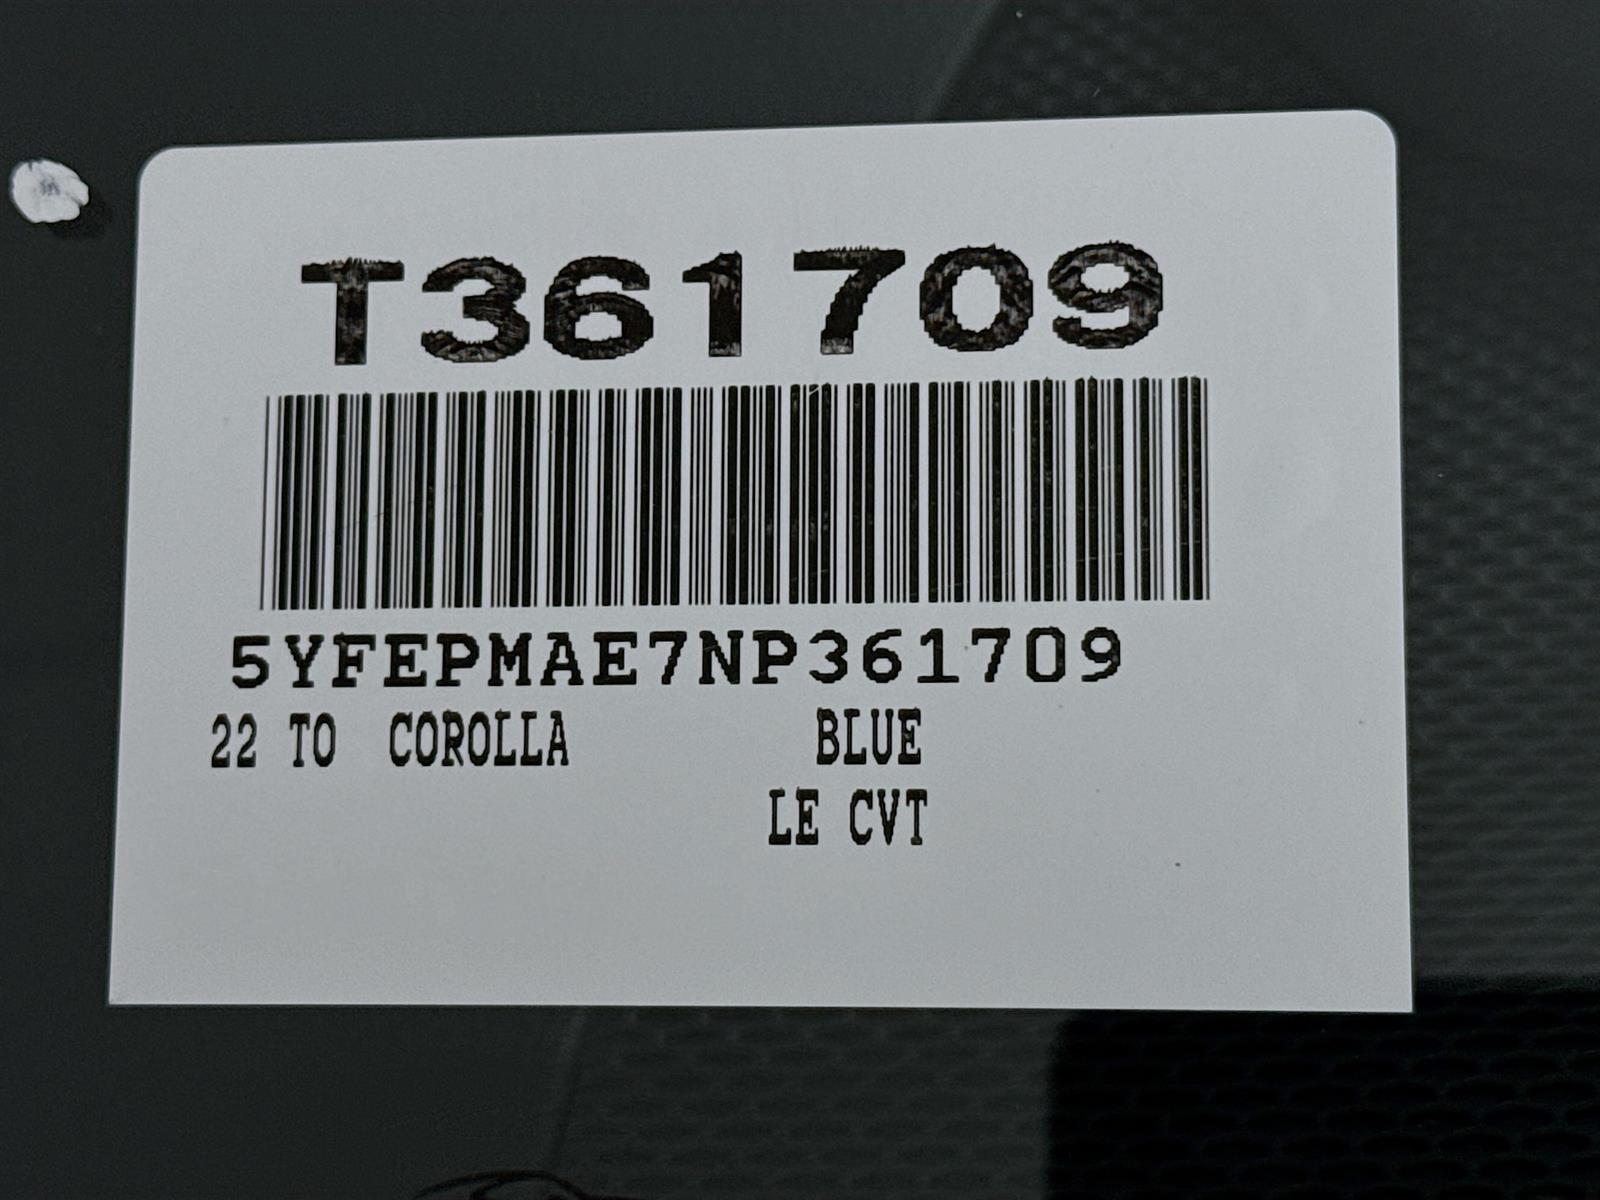 T361709
5YFEPMAE7NP361709
22 TO COROLLA BLUE
LE CVT